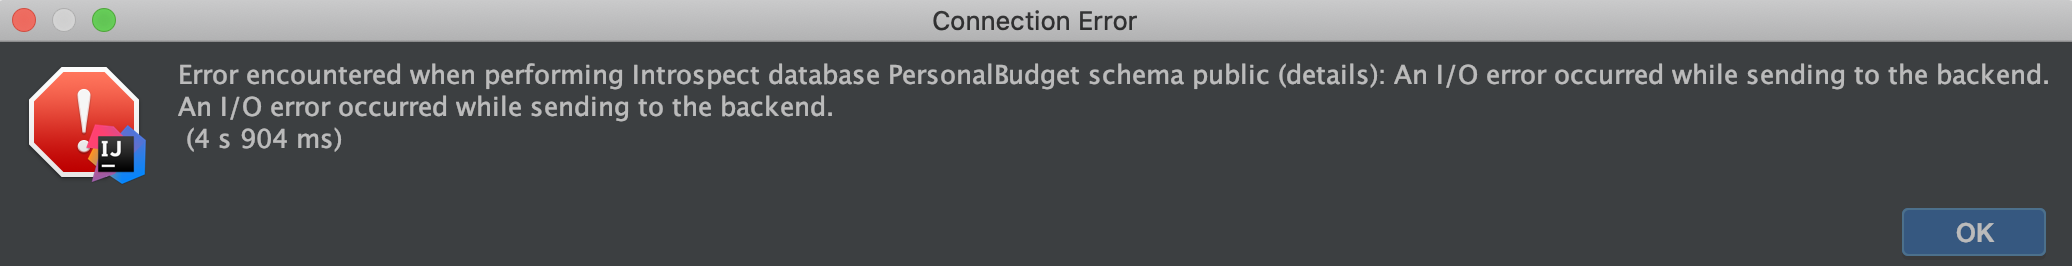 Connection Error
Error encountered when performing Introspect database PersonalBudget schema public (details): An I/O error occurred while sending to the backend.
An I/O error occurred while sending to the backend.
(4 s 904 ms)
IJ
OK